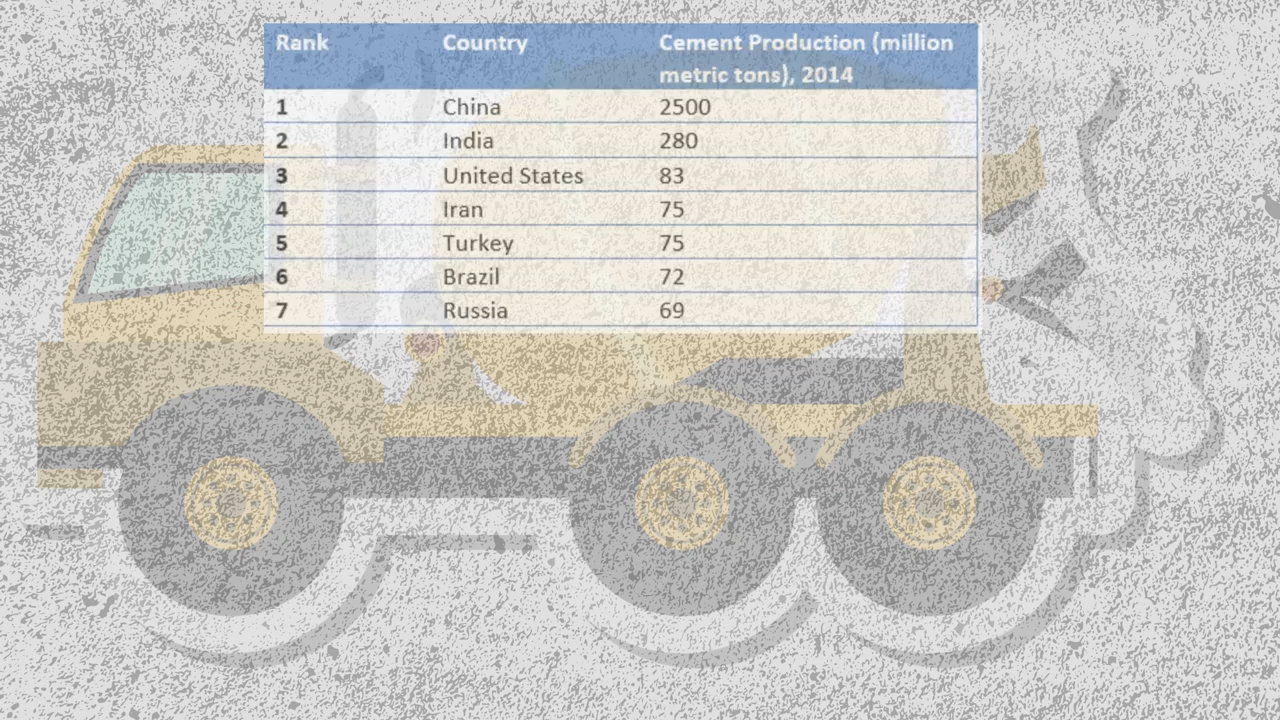 Rank Country Cement Production (million
metric tons), 2014
1 China 2500
2 India 280
3 United States 83
4 Iran 75
5 Turkey 75
6 Brazil 72
7 Russia 69